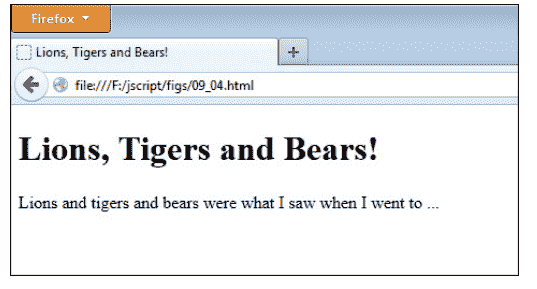 Firefox
Lions, Tigers and Bears!
+
file:///F:/jscript/figs/09_04.html
Lions, Tigers and Bears!
Lions and tigers and bears were what I saw when I went to ...